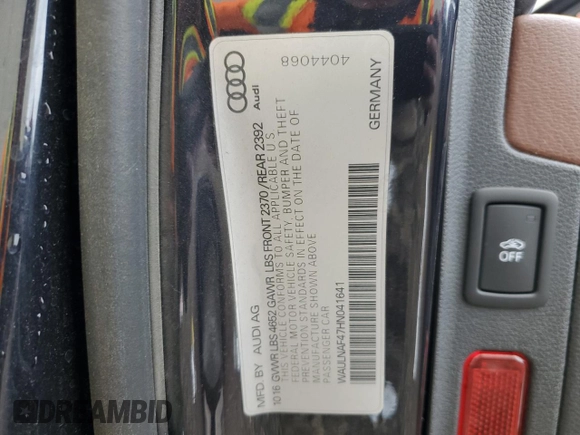 MFD. BY AUDI AG
10 16 GVWR LBS 4652 GAWR LBS FRONT 2370 / REAR 2392
THIS VEHICLE CONFORMS TO ALL APPLICABLE U S
FEDERAL MOTOR VEHICLE SAFETY, BUMPER AND THEFT
PREVENTION STANDARDS IN EFFECT ON THE DATE OF
MANUFACTURE SHOWN ABOVE
PASSENGER CAR
WAULNAF47HN041641
Audi
4044068
GERMANY
OFF
DREAMBID